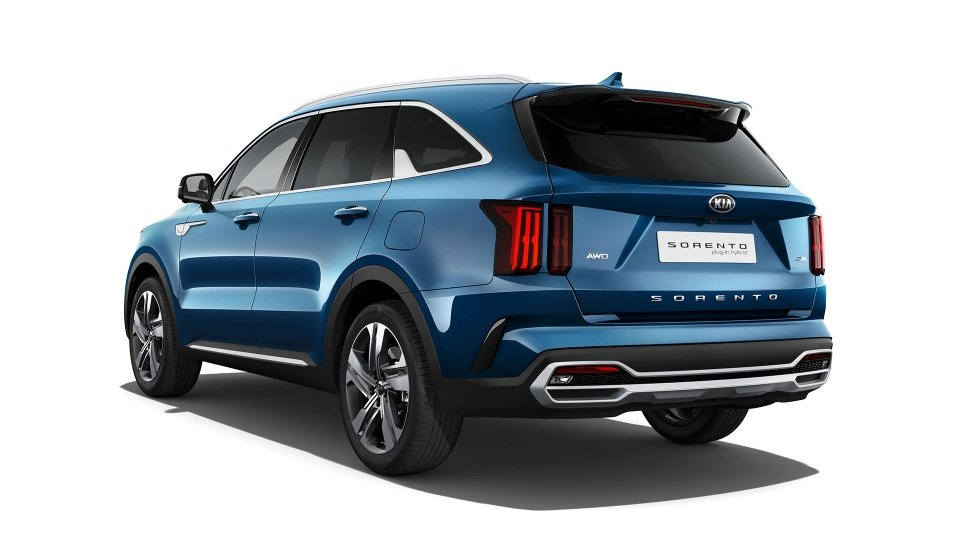 KIA
SORENTO
plug-in hybrid
AWD
SORENTO